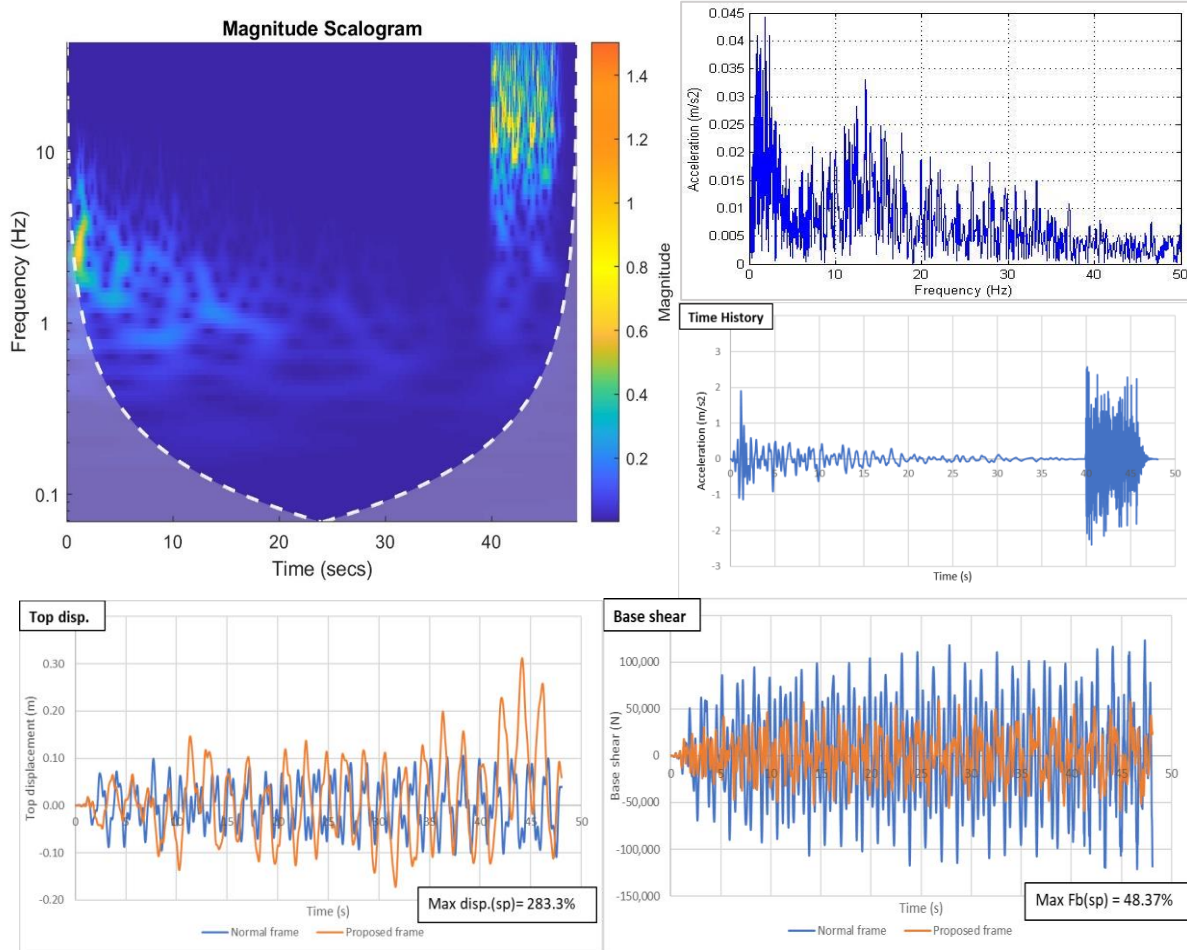 Magnitude Scalogram
Frequency (Hz)
10
1
0.1
0 10 20 30 40
Time (secs)
1.4
1.2
1
0.8
0.6
0.4
0.2
Magnitude
Acceleration (m/s2)
0.045
0.04
0.035
0.03
0.025
0.02
0.015
0.01
0.005
0
0 10 20 30 40 50
Frequency (Hz)
Time History
Acceleration (m/s2)
3
2
1
0
-1
-2
-3
0 5 10 15 20 25 30 35 40 45 50
Time (s)
Top disp.
Top displacement (m)
0.30
0.20
0.10
0.00
-0.10
-0.20
0 5 10 15 20 25 30 35 40 45 50
Max disp.(sp)= 283.3%
Time (s)
Normal frame Proposed frame
Base shear
Base shear (N)
100,000
50,000
0
-50,000
-100,000
-150,000
0 5 10 15 20 25 30 35 40 45 50
Max Fb(sp) = 48.37%
Time (s)
Normal frame Proposed frame